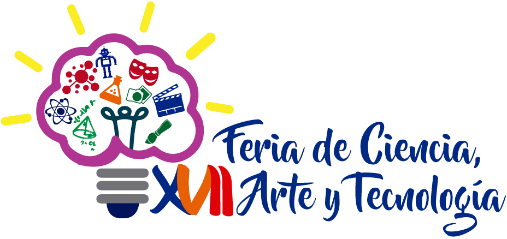 Feria de Ciencia,
XVII Arte y Tecnología